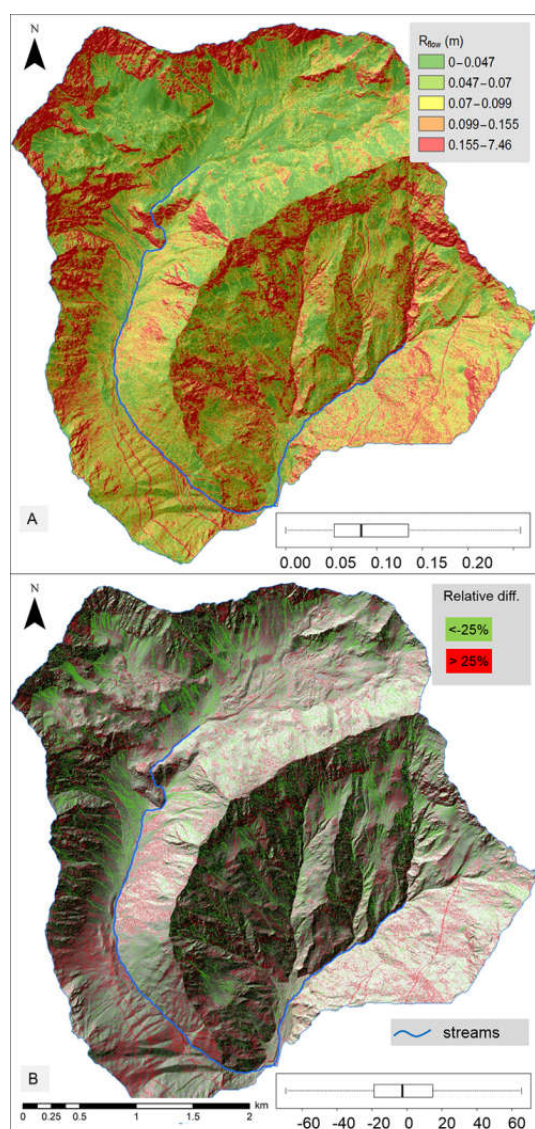 N
R_flow (m)
0–0.047
0.047–0.07
0.07–0.099
0.099–0.155
0.155–7.46
A
0.00 0.05 0.10 0.15 0.20
N
Relative diff.
<-25%
> 25%
streams
B
km
0 0.25 0.5 1 1.5 2
-60 -40 -20 0 20 40 60